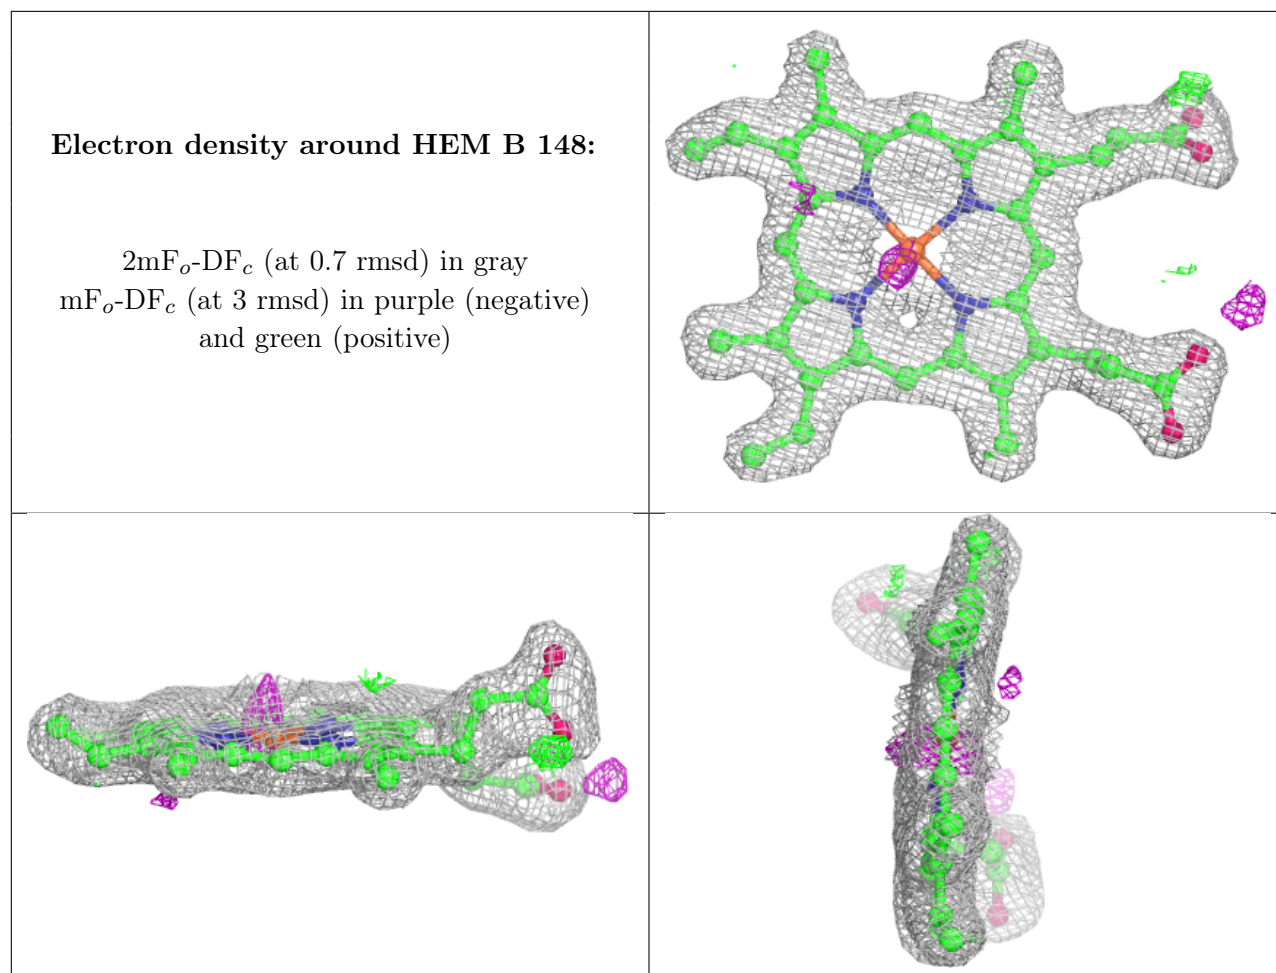 Electron density around HEM B 148:
2mFo-DFc (at 0.7 rmsd) in gray
mFo-DFc (at 3 rmsd) in purple (negative)
and green (positive)